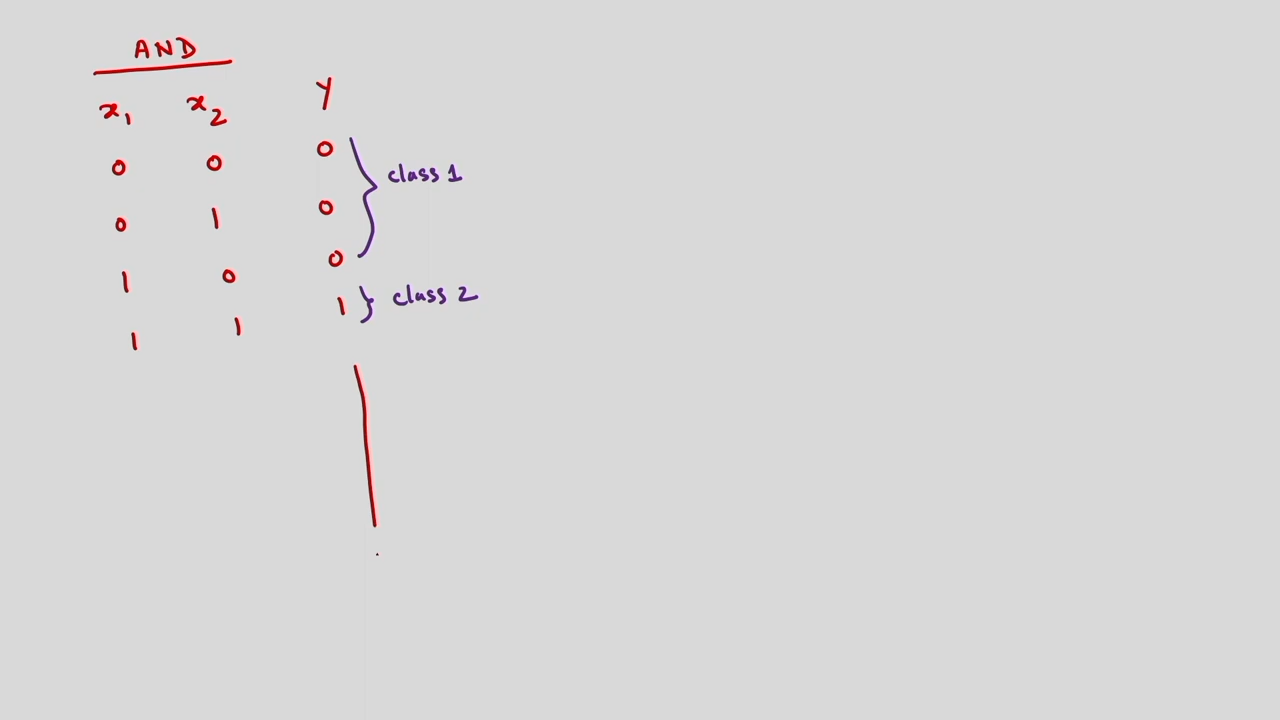 AND
x₁ x₂ Y
0 0 0
0 1 0
1 0 0
1 1 1
class 1
class 2